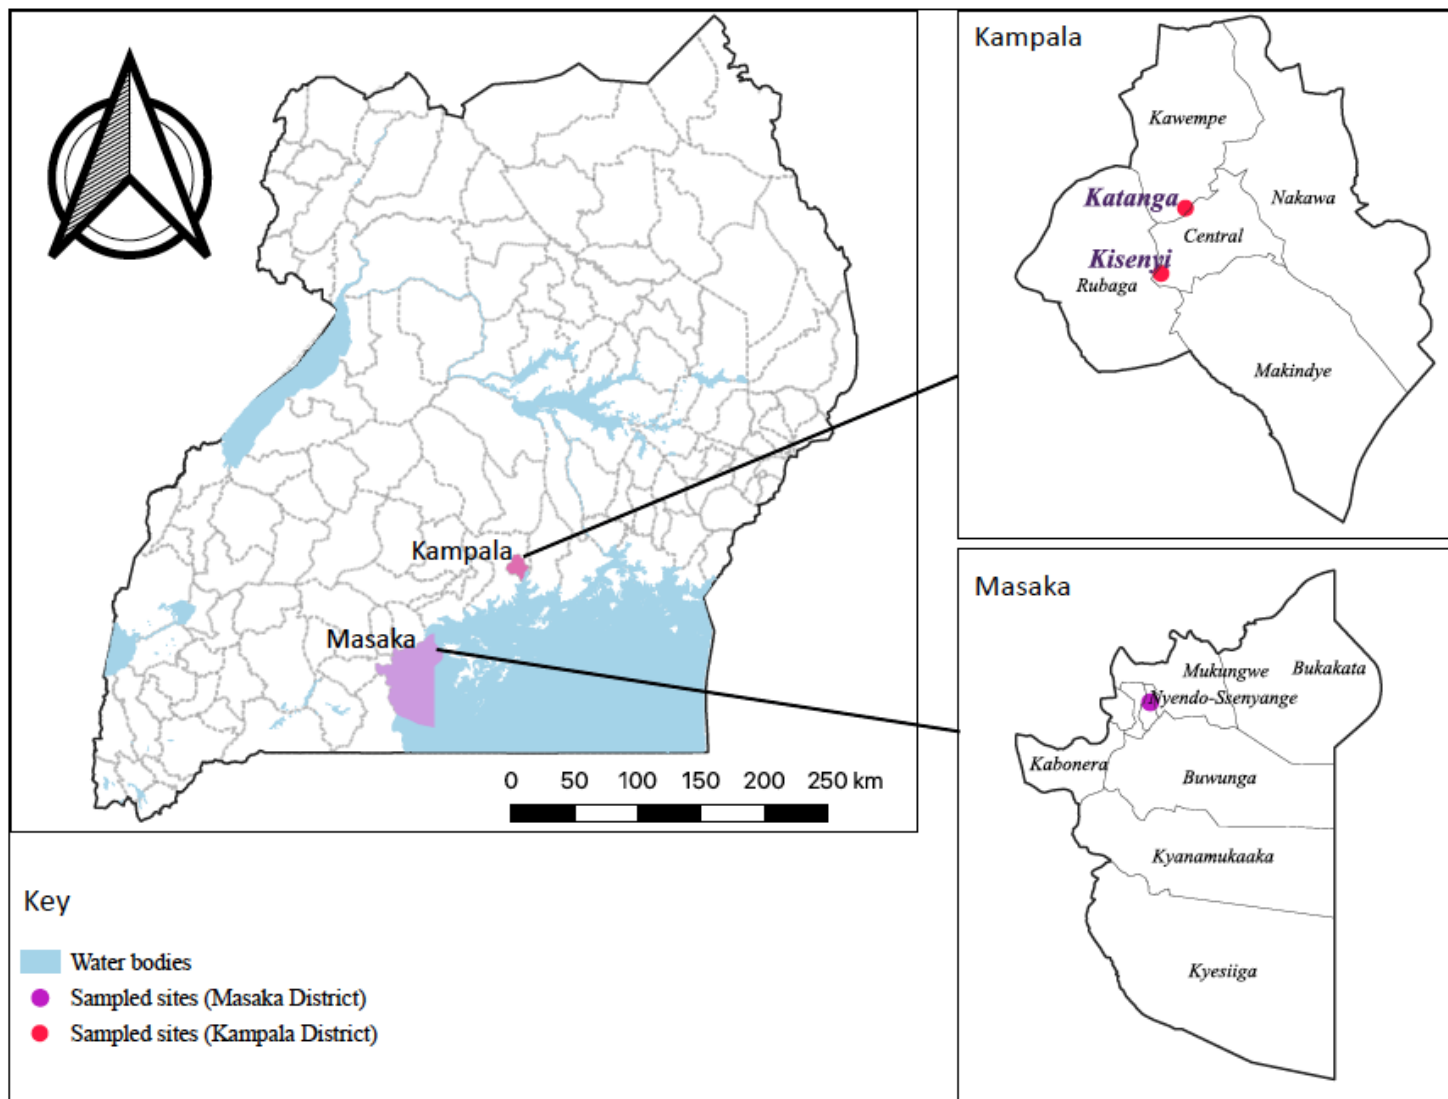 Kampala
Masaka
0 50 100 150 200 250 km
Kampala
Kawempe
Katanga
Nakawa
Central
Kisenyi
Rubaga
Makindye
Masaka
Mukungwe
Bukakata
Nyendo-Ssenyange
Kabonera
Buwunga
Kyanamukaaka
Kyesiiga
Key
Water bodies
Sampled sites (Masaka District)
Sampled sites (Kampala District)